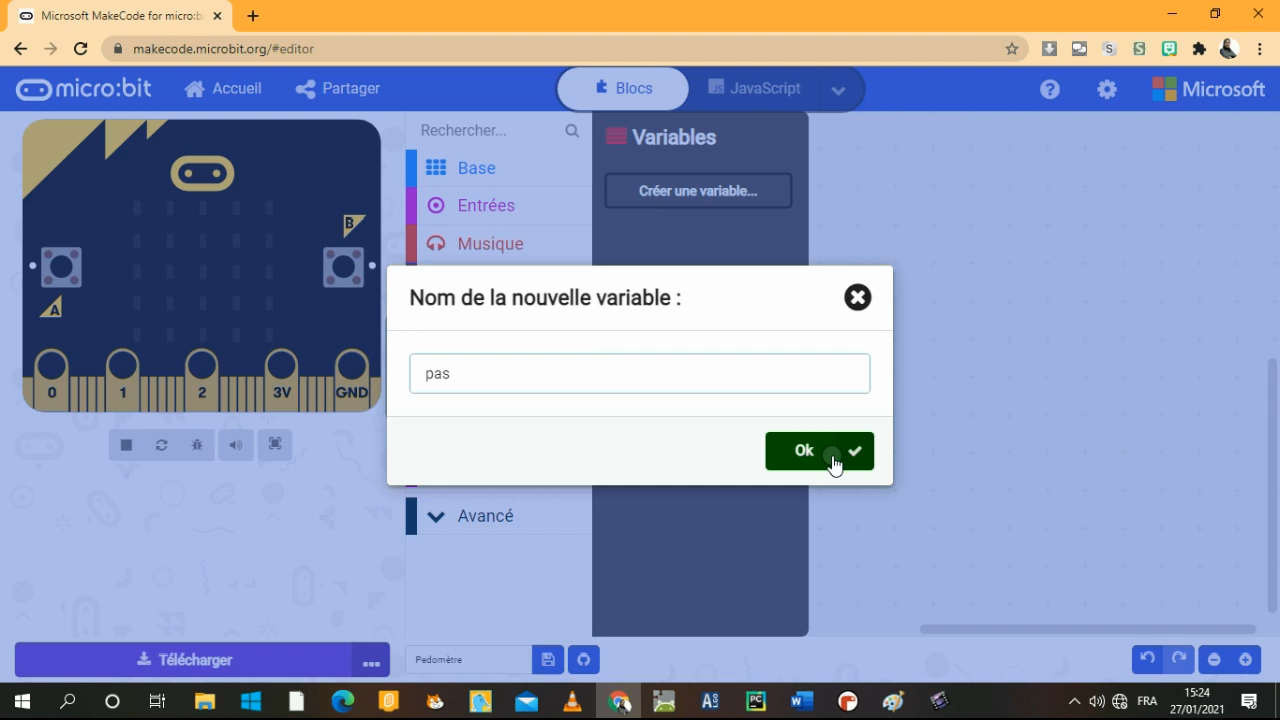 Microsoft MakeCode for micro:b
makecode.microbit.org/#editor
micro:bit
Accueil
Partager
Blocs
JS JavaScript
Microsoft
Rechercher...
Variables
Base
Créer une variable...
Entrées
B
Musique
Nom de la nouvelle variable :
A
pas
0 1 2 3V GND
Ok
Avancé
Télécharger
...
Pedomètre
FRA
15:24
27/01/2021